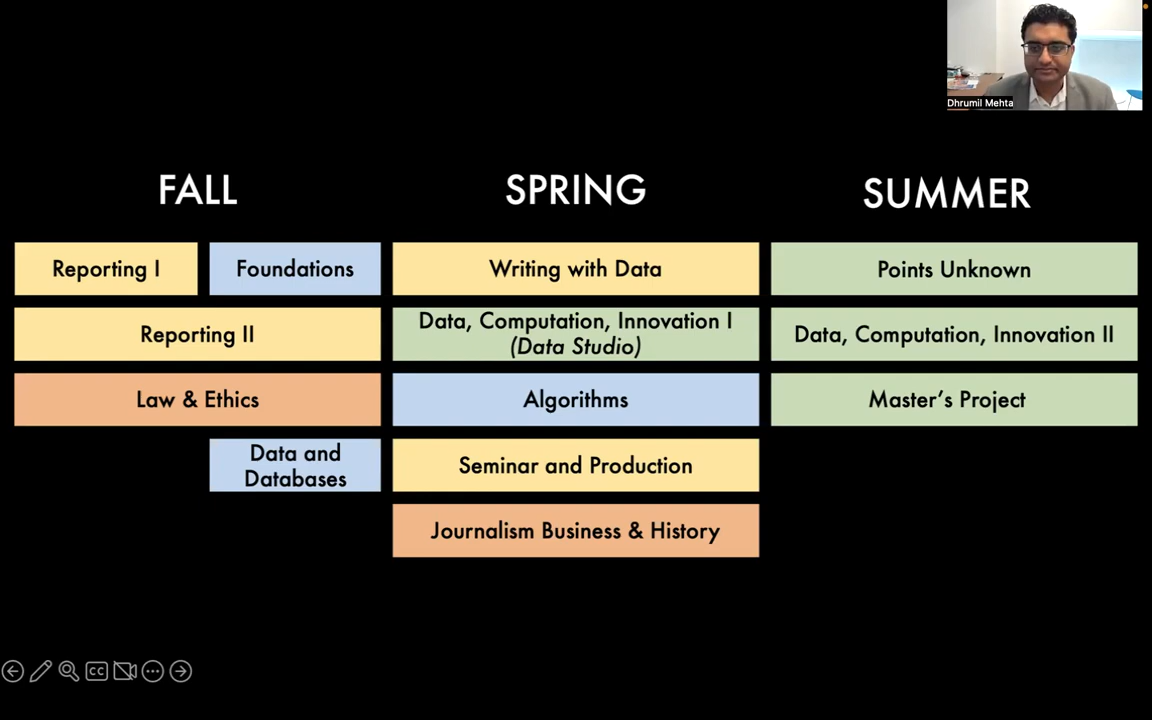 Dhrumil Mehta
FALL
SPRING
SUMMER
Reporting I
Foundations
Writing with Data
Points Unknown
Reporting II
Data, Computation, Innovation I
(Data Studio)
Data, Computation, Innovation II
Law & Ethics
Algorithms
Master's Project
Data and
Databases
Seminar and Production
Journalism Business & History
CC